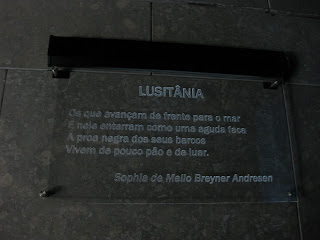 LUSITÂNIA
Os que avançam de frente para o mar
E nele enterram como uma aguda faca
A proa negra dos seus barcos
Vivem de pouco pão e de luar.
Sophia de Mello Breyner Andresen